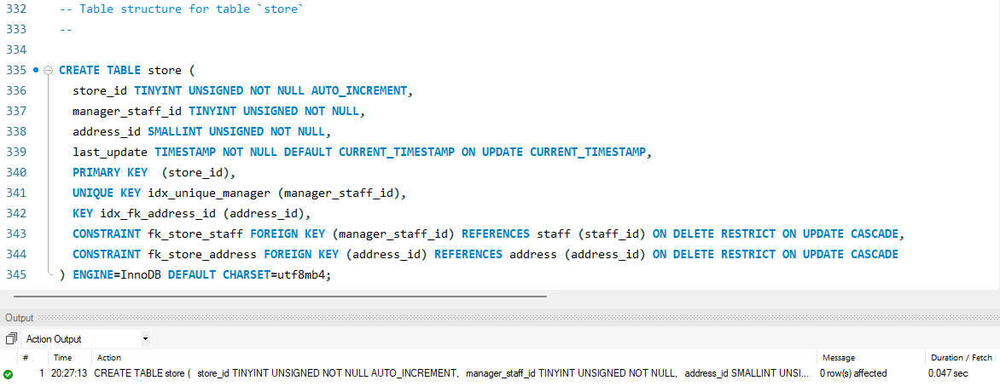 332 -- Table structure for table `store`
333 --
334
335 CREATE TABLE store (
336 store_id TINYINT UNSIGNED NOT NULL AUTO_INCREMENT,
337 manager_staff_id TINYINT UNSIGNED NOT NULL,
338 address_id SMALLINT UNSIGNED NOT NULL,
339 last_update TIMESTAMP NOT NULL DEFAULT CURRENT_TIMESTAMP ON UPDATE CURRENT_TIMESTAMP,
340 PRIMARY KEY  (store_id),
341 UNIQUE KEY idx_unique_manager (manager_staff_id),
342 KEY idx_fk_address_id (address_id),
343 CONSTRAINT fk_store_staff FOREIGN KEY (manager_staff_id) REFERENCES staff (staff_id) ON DELETE RESTRICT ON UPDATE CASCADE,
344 CONSTRAINT fk_store_address FOREIGN KEY (address_id) REFERENCES address (address_id) ON DELETE RESTRICT ON UPDATE CASCADE
345 ) ENGINE=InnoDB DEFAULT CHARSET=utf8mb4;
Output
Action Output
# Time Action Message Duration / Fetch
1 20:27:13 CREATE TABLE store (   store_id TINYINT UNSIGNED NOT NULL AUTO_INCREMENT,   manager_staff_id TINYINT UNSIGNED NOT NULL,   address_id SMALLINT UNSI... 0 row(s) affected 0.047 sec